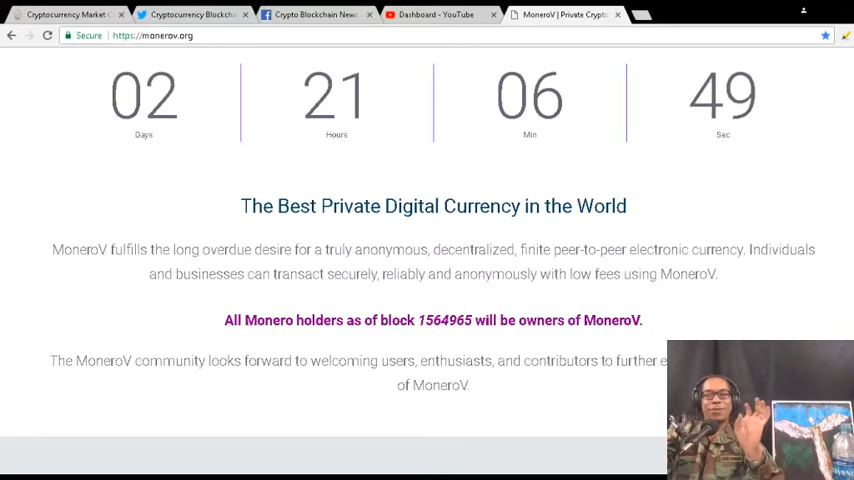 Cryptocurrency Market C
Cryptocurrency Blockcha
Crypto Blockchain News
Dashboard - YouTube
MoneroV | Private Crypto
Secure
https://monerov.org
02
21
06
49
Days
Hours
Min
Sec
The Best Private Digital Currency in the World
MoneroV fulfills the long overdue desire for a truly anonymous, decentralized, finite peer-to-peer electronic currency. Individuals
and businesses can transact securely, reliably and anonymously with low fees using MoneroV.
All Monero holders as of block 1564965 will be owners of MoneroV.
The MoneroV community looks forward to welcoming users, enthusiasts, and contributors to further e
of MoneroV.